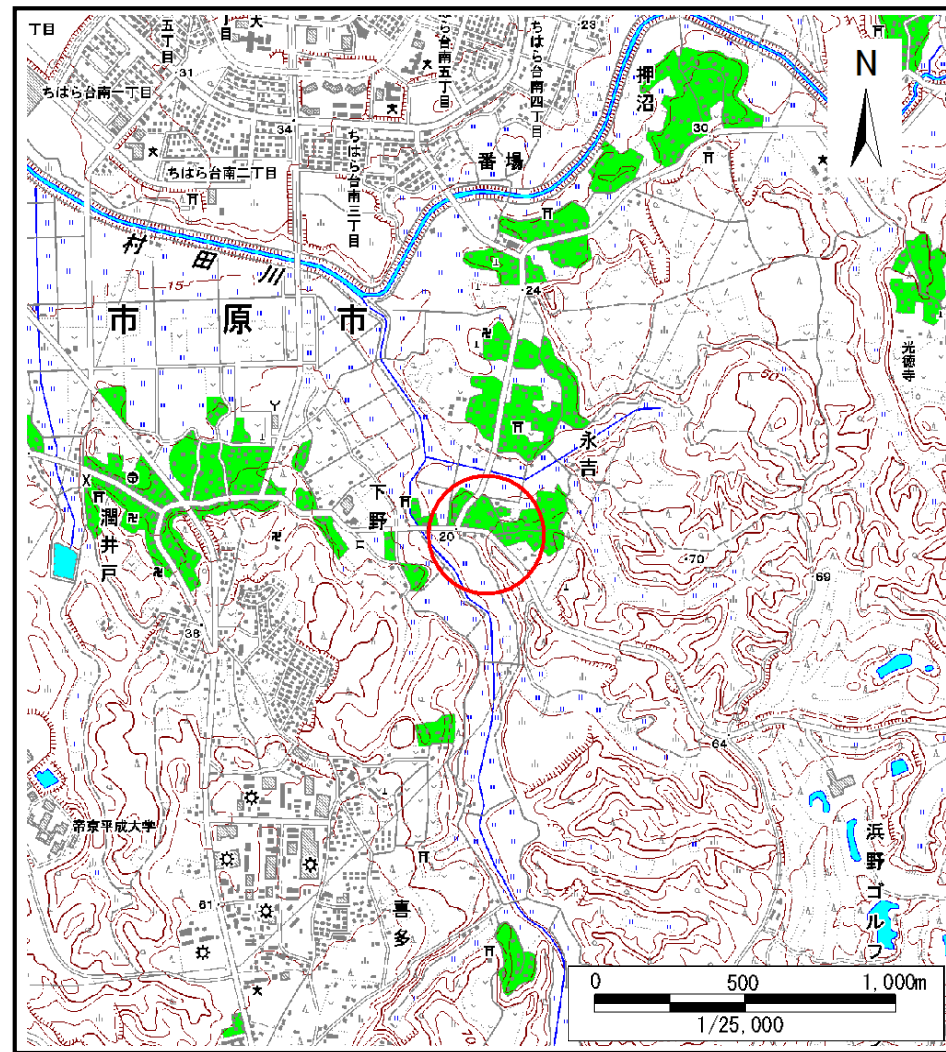 丁目
五丁目
丁目
ちはら台南五丁目
ちはら台南四丁目
23
押沼
N
31
ちはら台南一丁目
34
30
ちはら台南三丁目
番場
ちはら台南二丁目
村田川
15
24
市原市
光徳寺
50
永吉
下野
潤井戸
20
70
69
38
64
帝京平成大学
浜野ゴルフ
61
喜多
0 500 1,000m
1/25,000